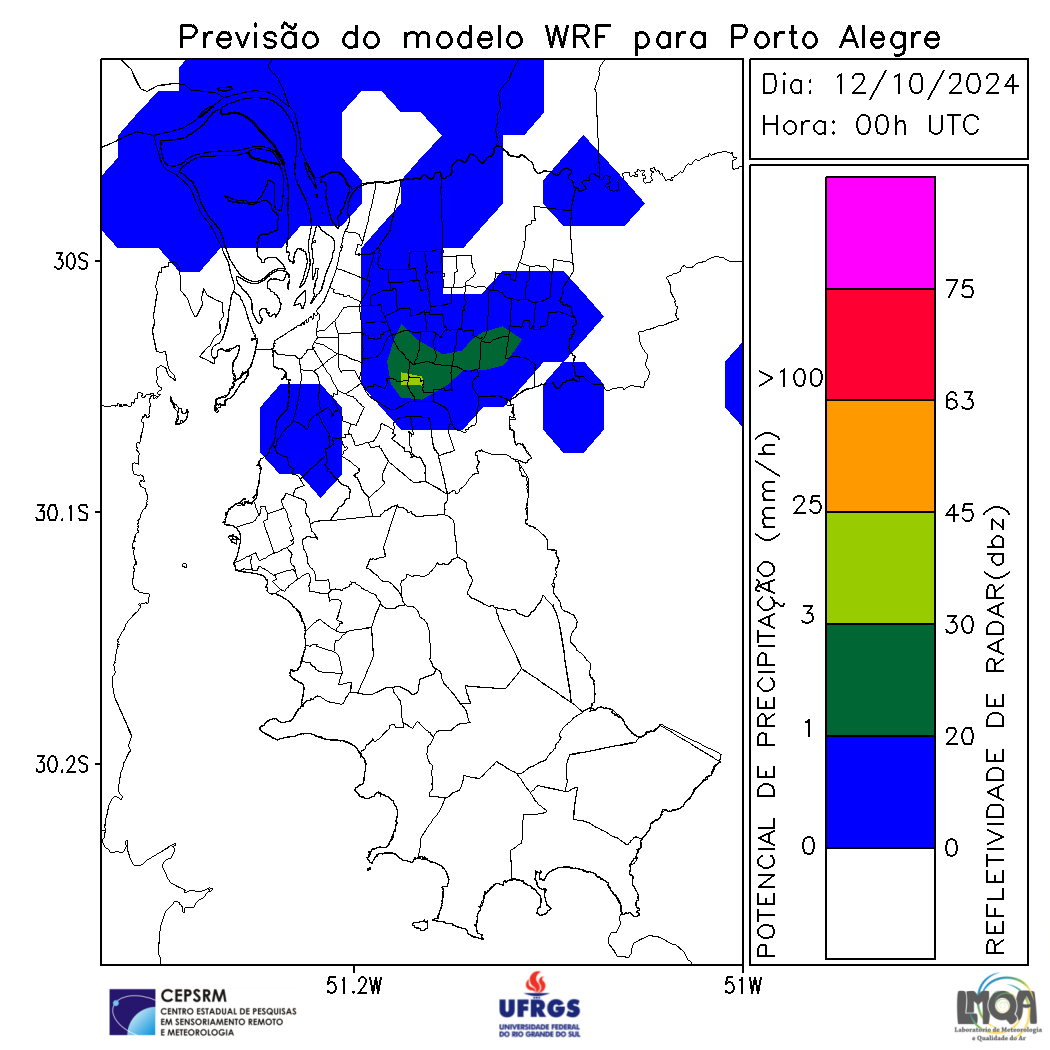 Previsão do modelo WRF para Porto Alegre
Dia: 12/10/2024
Hora: 00h UTC
30S
30.1S
30.2S
51.2W
51W
POTENCIAL DE PRECIPITAÇÃO (mm/h)
>100
25
3
1
0
75
63
45
30
20
0
REFLETIVIDADE DE RADAR(dbz)
CEPSRM
CENTRO ESTADUAL DE PESQUISAS
EM SENSORIAMENTO REMOTO
E METEOROLOGIA
UFRGS
UNIVERSIDADE FEDERAL
DO RIO GRANDE DO SUL
LMQA
Laboratório de Meteorologia
e Qualidade do Ar